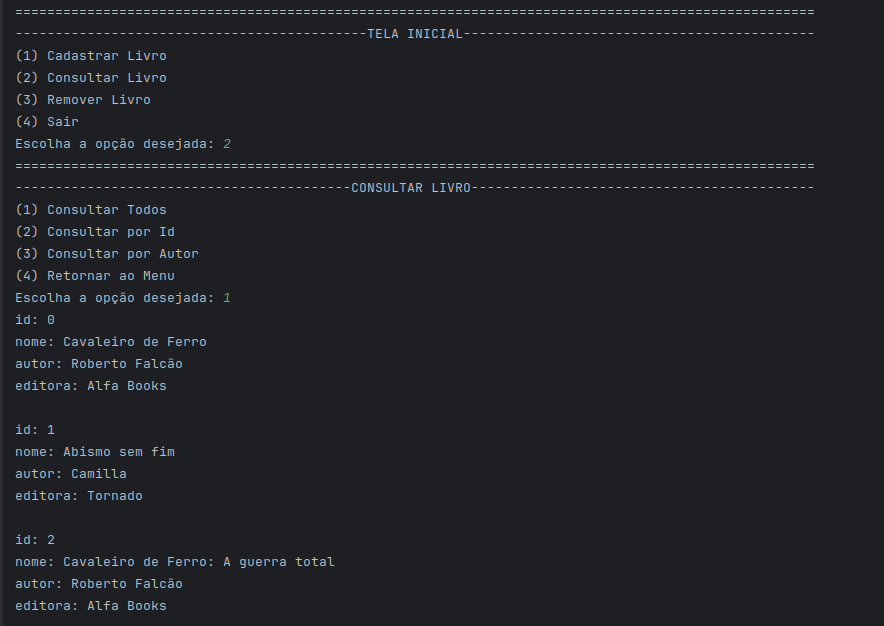 ====================================================================================================
--------------------------------------------TELA INICIAL--------------------------------------------
(1) Cadastrar Livro
(2) Consultar Livro
(3) Remover Livro
(4) Sair
Escolha a opção desejada: 2
====================================================================================================
------------------------------------------CONSULTAR LIVRO-------------------------------------------
(1) Consultar Todos
(2) Consultar por Id
(3) Consultar por Autor
(4) Retornar ao Menu
Escolha a opção desejada: 1
id: 0
nome: Cavaleiro de Ferro
autor: Roberto Falcão
editora: Alfa Books

id: 1
nome: Abismo sem fim
autor: Camilla
editora: Tornado

id: 2
nome: Cavaleiro de Ferro: A guerra total
autor: Roberto Falcão
editora: Alfa Books